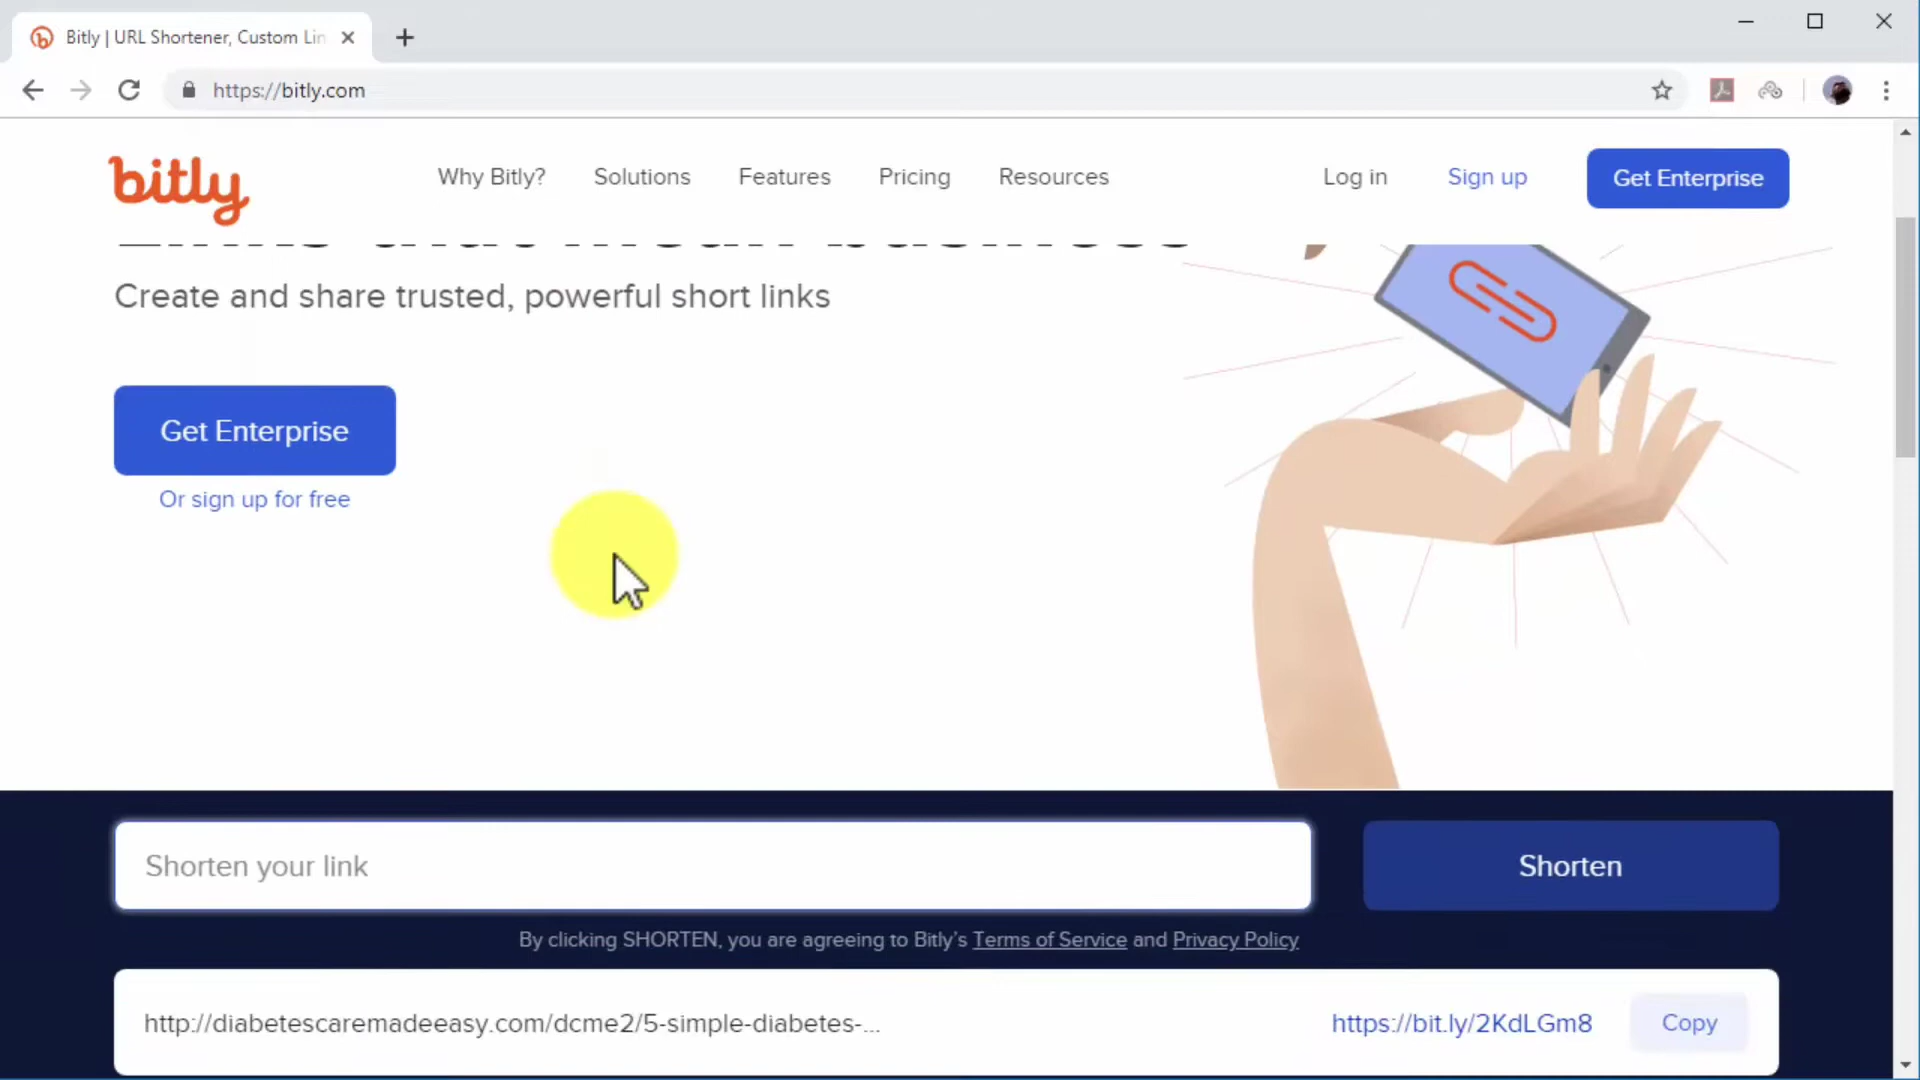 Bitly | URL Shortener, Custom Lin
https://bitly.com
bitly
Why Bitly?
Solutions
Features
Pricing
Resources
Log in
Sign up
Get Enterprise
Create and share trusted, powerful short links
Get Enterprise
Or sign up for free
Shorten your link
Shorten
By clicking SHORTEN, you are agreeing to Bitly’s Terms of Service and Privacy Policy
http://diabetescaremadeeasy.com/dcme2/5-simple-diabetes-...
https://bit.ly/2KdLGm8
Copy